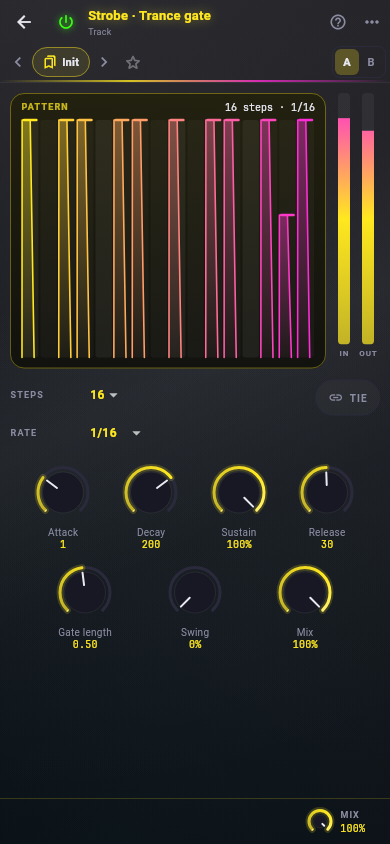 Strobe · Trance gate
Track
Init
A B
PATTERN 16 steps · 1/16
IN OUT
STEPS 16
TIE
RATE 1/16
Attack Decay Sustain Release
1 200 100% 30
Gate length Swing Mix
0.50 0% 100%
MIX
100%